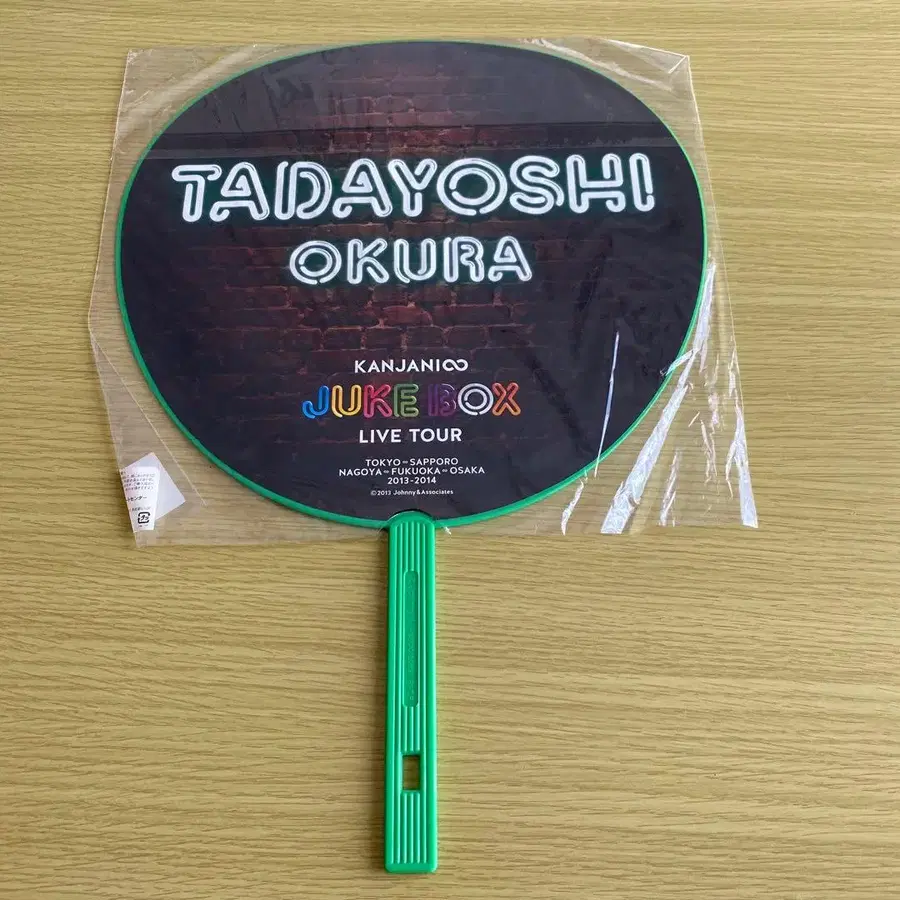 TADAYOSHI
OKURA
KANJANI∞
JUKE BOX
LIVE TOUR
TOKYO∞SAPPORO
NAGOYA∞FUKUOKA∞OSAKA
2013-2014
©2013 Johnny&Associates